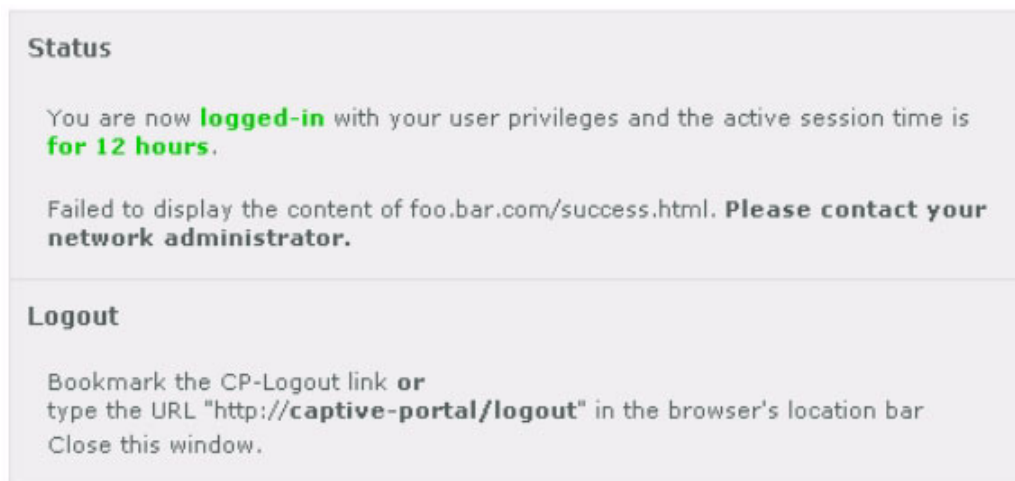 Status
You are now logged-in with your user privileges and the active session time is
for 12 hours.
Failed to display the content of foo.bar.com/success.html. Please contact your
network administrator.
Logout
Bookmark the CP-Logout link or
type the URL "http://captive-portal/logout" in the browser's location bar
Close this window.